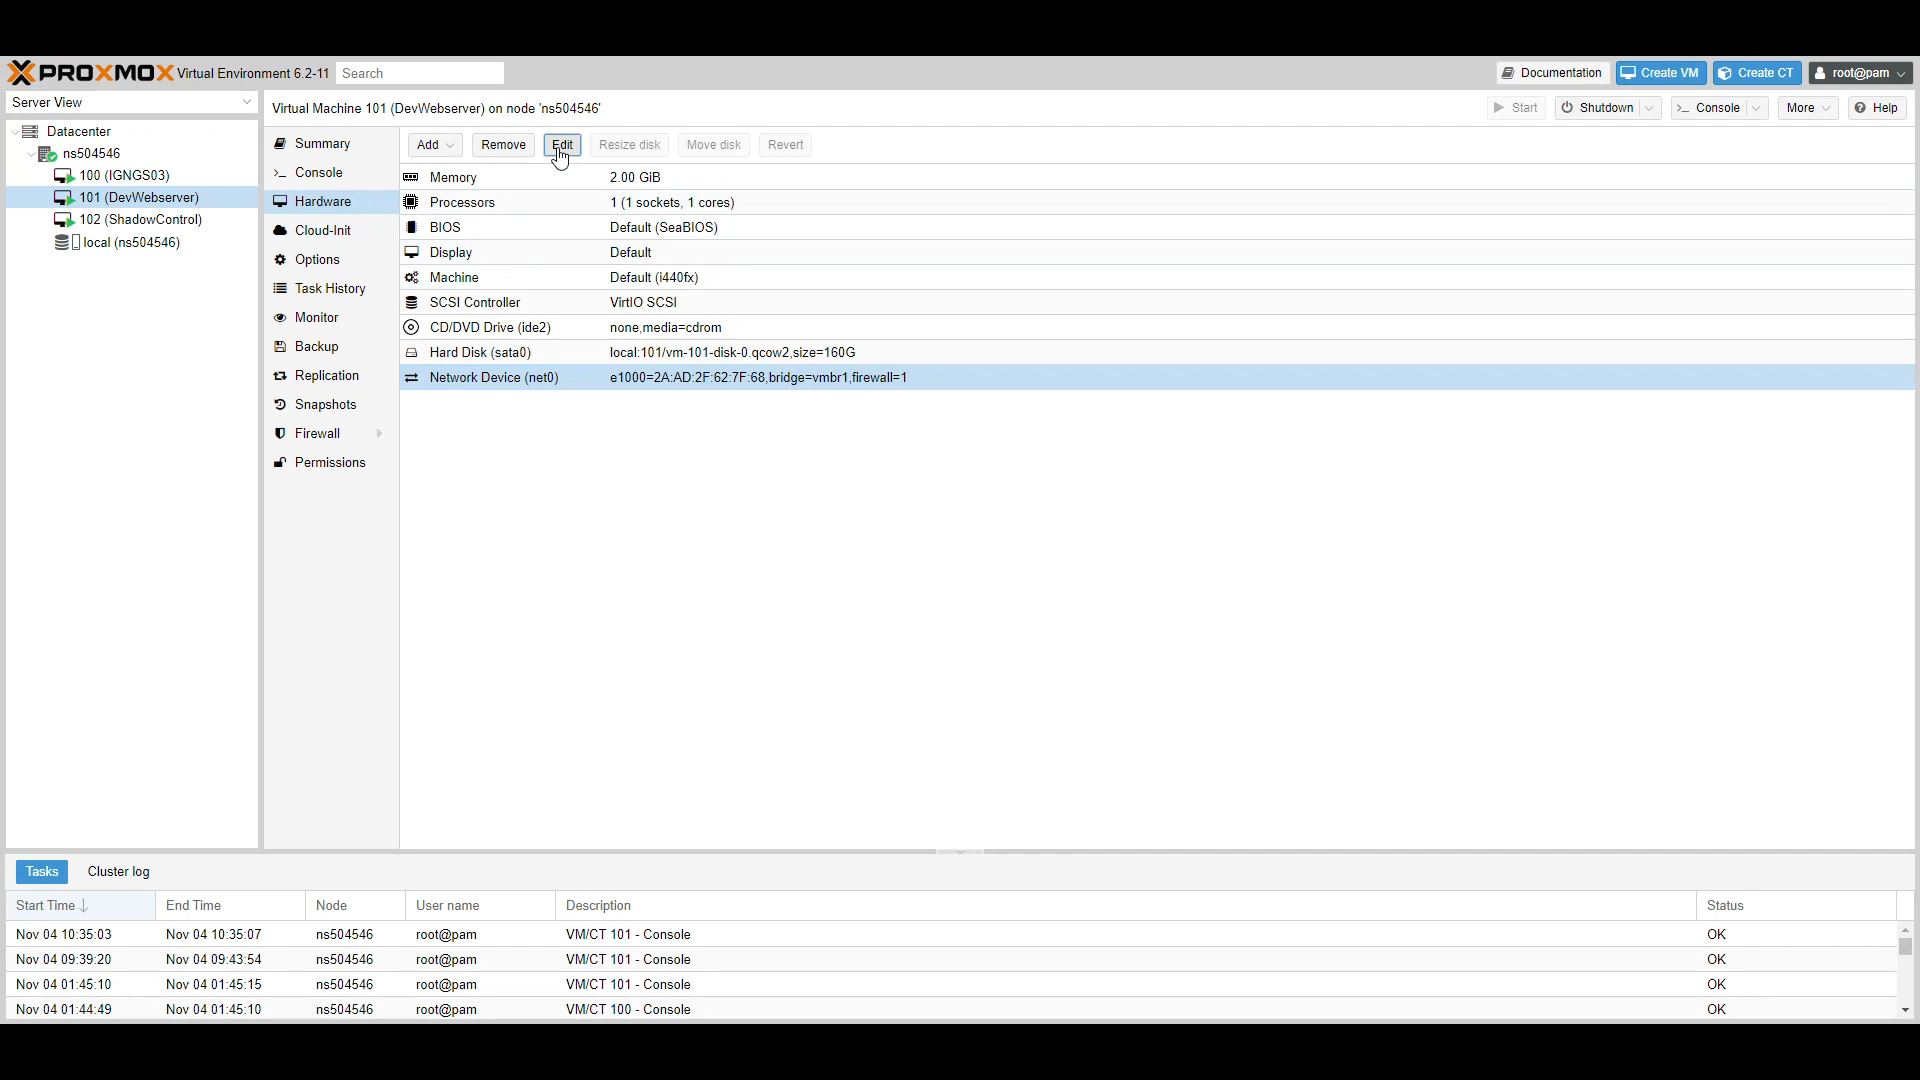 PROXMOX Virtual Environment 6.2-11 Search Documentation Create VM Create CT root@pam
Server View
Virtual Machine 101 (DevWebserver) on node 'ns504546' Start Shutdown Console More Help
Datacenter
ns504546
100 (IGNGS03)
101 (DevWebserver)
102 (ShadowControl)
local (ns504546)
Summary
Console
Hardware
Cloud-Init
Options
Task History
Monitor
Backup
Replication
Snapshots
Firewall
Permissions
Add Remove Edit Resize disk Move disk Revert
Memory 2.00 GiB
Processors 1 (1 sockets, 1 cores)
BIOS Default (SeaBIOS)
Display Default
Machine Default (i440fx)
SCSI Controller VirtIO SCSI
CD/DVD Drive (ide2) none,media=cdrom
Hard Disk (sata0) local:101/vm-101-disk-0.qcow2,size=160G
Network Device (net0) e1000=2A:AD:2F:62:7F:68,bridge=vmbr1,firewall=1
Tasks Cluster log
Start Time End Time Node User name Description Status
Nov 04 10:35:03 Nov 04 10:35:07 ns504546 root@pam VM/CT 101 - Console OK
Nov 04 09:39:20 Nov 04 09:43:54 ns504546 root@pam VM/CT 101 - Console OK
Nov 04 01:45:10 Nov 04 01:45:15 ns504546 root@pam VM/CT 101 - Console OK
Nov 04 01:44:49 Nov 04 01:45:10 ns504546 root@pam VM/CT 100 - Console OK